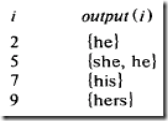 i output (i)
2 {he}
5 {she, he}
7 {his}
9 {hers}